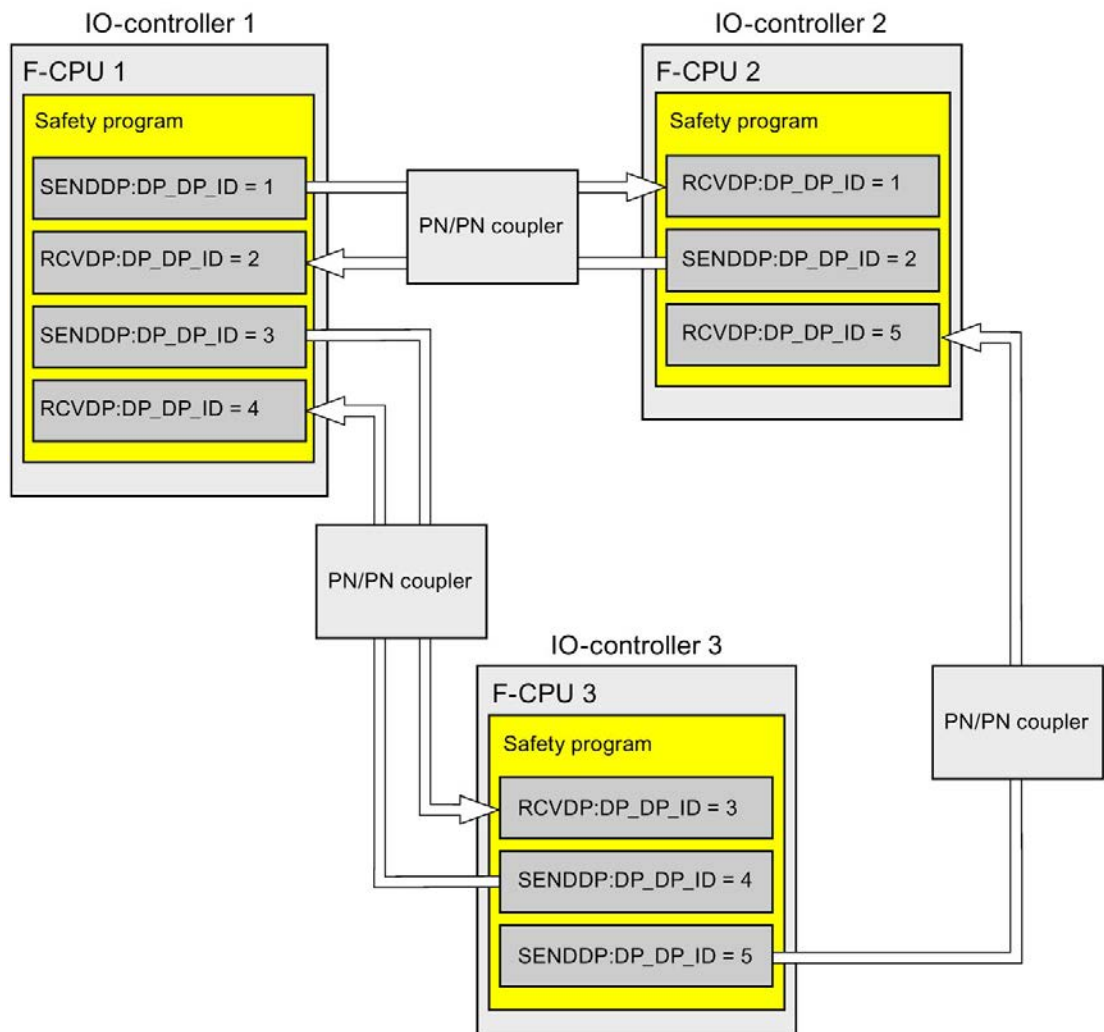 IO-controller 1
F-CPU 1
Safety program
SENDDP:DP_DP_ID = 1
RCVDP:DP_DP_ID = 2
SENDDP:DP_DP_ID = 3
RCVDP:DP_DP_ID = 4
PN/PN coupler
IO-controller 2
F-CPU 2
Safety program
RCVDP:DP_DP_ID = 1
SENDDP:DP_DP_ID = 2
RCVDP:DP_DP_ID = 5
PN/PN coupler
IO-controller 3
F-CPU 3
Safety program
RCVDP:DP_DP_ID = 3
SENDDP:DP_DP_ID = 4
SENDDP:DP_DP_ID = 5
PN/PN coupler